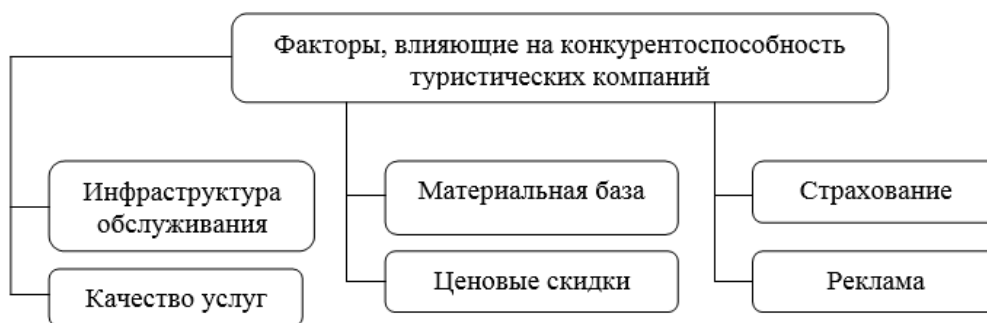 Факторы, влияющие на конкурентоспособность
туристических компаний
Инфраструктура
обслуживания
Материальная база
Страхование
Качество услуг
Ценовые скидки
Реклама